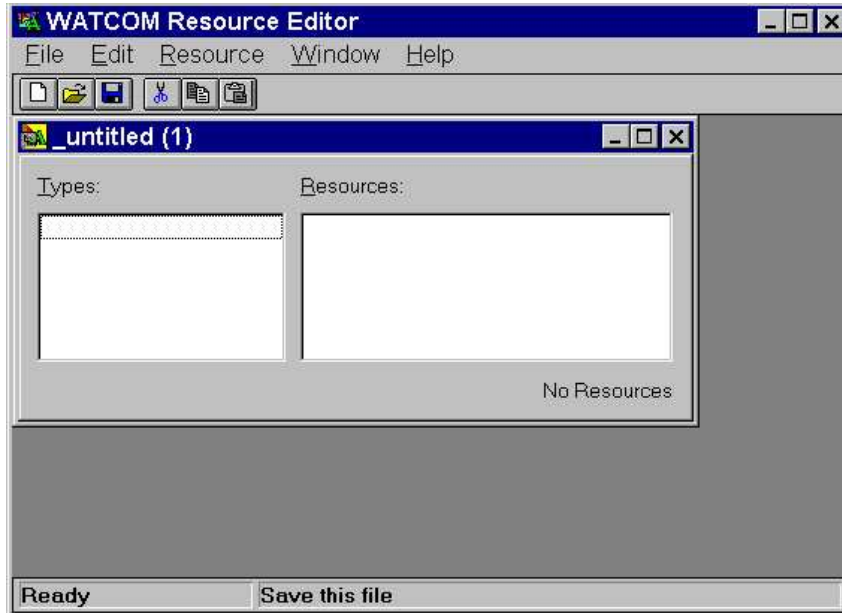 WATCOM Resource Editor
File Edit Resource Window Help
_untitled (1)
Types: Resources:
No Resources
Ready Save this file